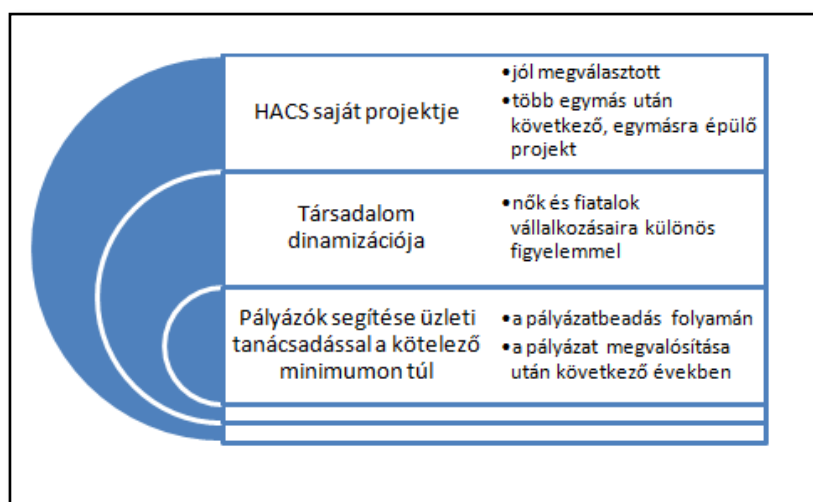 HACS saját projektje
•jól megválasztott
•több egymás után
következő, egymásra épülő
projekt
Társadalom
dinamizációja
•nők és fiatalok
vállalkozásaira különös
figyelemmel
Pályázók segítése üzleti
tanácsadással a kötelező
minimumon túl
•a pályázatbeadás folyamán
•a pályázat megvalósítása
után következő években